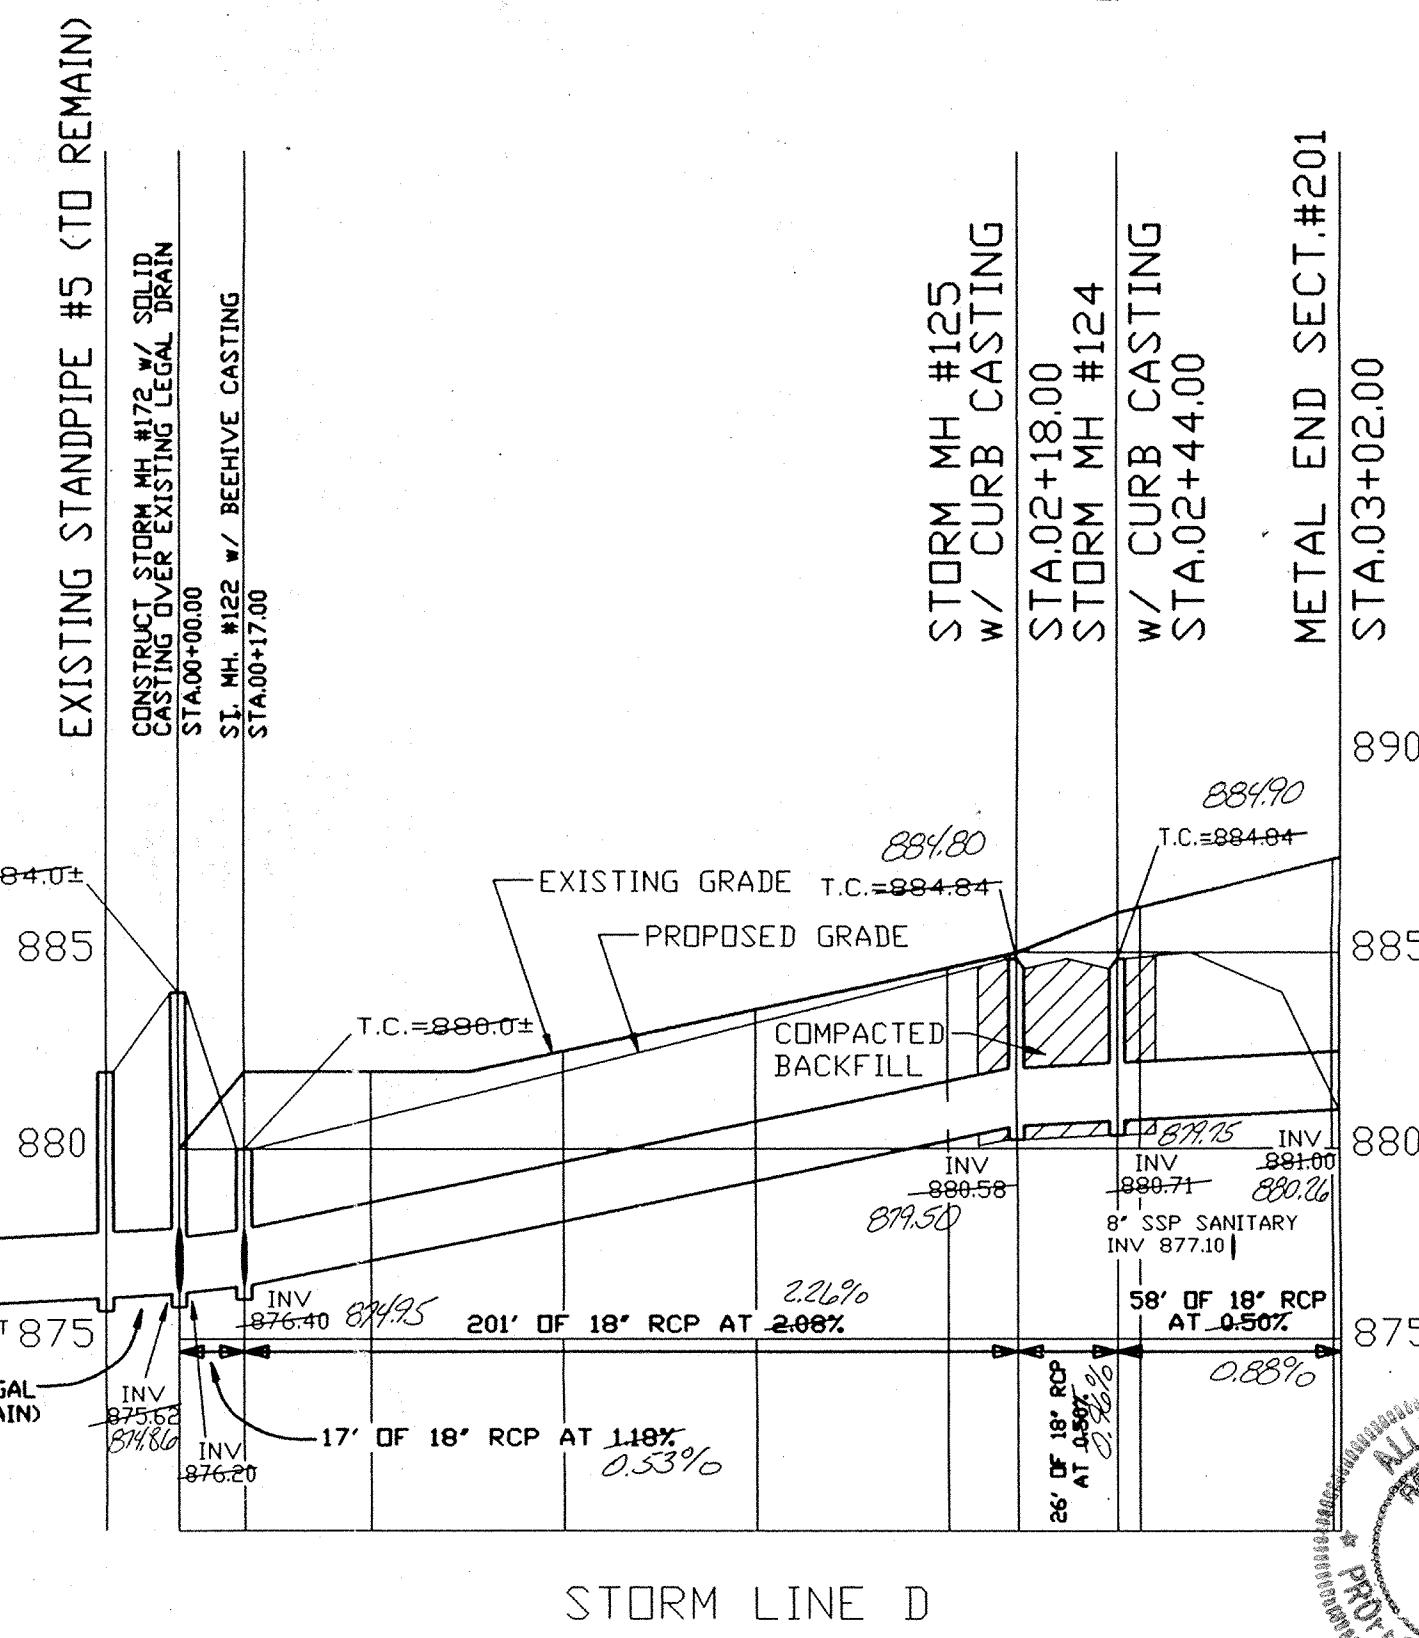 EXISTING STANDPIPE #5 (TO REMAIN)
CONSTRUCT STORM MH #172 w/ SOLID
CASTING OVER EXISTING LEGAL DRAIN
STA.00+00.00
ST. MH. #122 w/ BEEHIVE CASTING
STA.00+17.00
STORM MH #125
w/ CURB CASTING
STA.02+18.00
STORM MH #124
w/ CURB CASTING
STA.02+44.00
METAL END SECT.#201
STA.03+02.00
890
884.90
T.C.=884.84
884.80
T.C.=884.84
84.0±
EXISTING GRADE
PROPOSED GRADE
885
885
T.C.=880.0±
COMPACTED
BACKFILL
880
880
INV
880.58
879.50
879.75
INV
880.71
INV
881.00
880.26
8" SSP SANITARY
INV 877.10
INV
876.40
874.95
2.26%
201' OF 18" RCP AT 2.08%
58' OF 18" RCP
AT 0.50%
0.88%
T 875
875
GAL
AIN)
INV
875.62
874.86
INV
876.20
17' OF 18" RCP AT 1.18%
0.53%
26' OF 18" RCP
AT 0.50%
0.96%
STORM LINE D
ALL